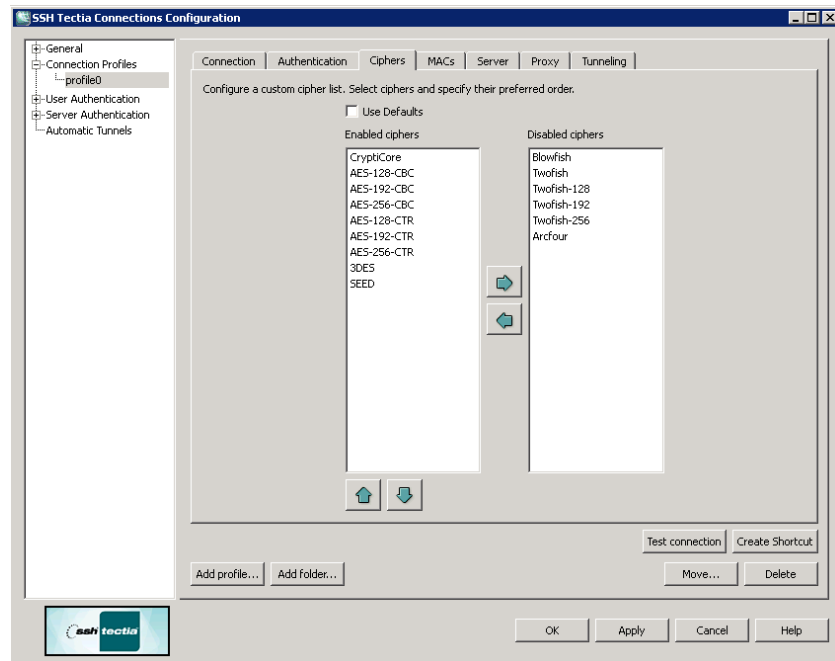 SSH Tectia Connections Configuration
General
Connection Profiles
profile0
User Authentication
Server Authentication
Automatic Tunnels
Connection Authentication Ciphers MACs Server Proxy Tunneling
Configure a custom cipher list. Select ciphers and specify their preferred order.
Use Defaults
Enabled ciphers
CryptiCore
AES-128-CBC
AES-192-CBC
AES-256-CBC
AES-128-CTR
AES-192-CTR
AES-256-CTR
3DES
SEED
Disabled ciphers
Blowfish
Twofish
Twofish-128
Twofish-192
Twofish-256
Arcfour
Test connection Create Shortcut
Add profile... Add folder... Move... Delete
ssh tectia
OK Apply Cancel Help